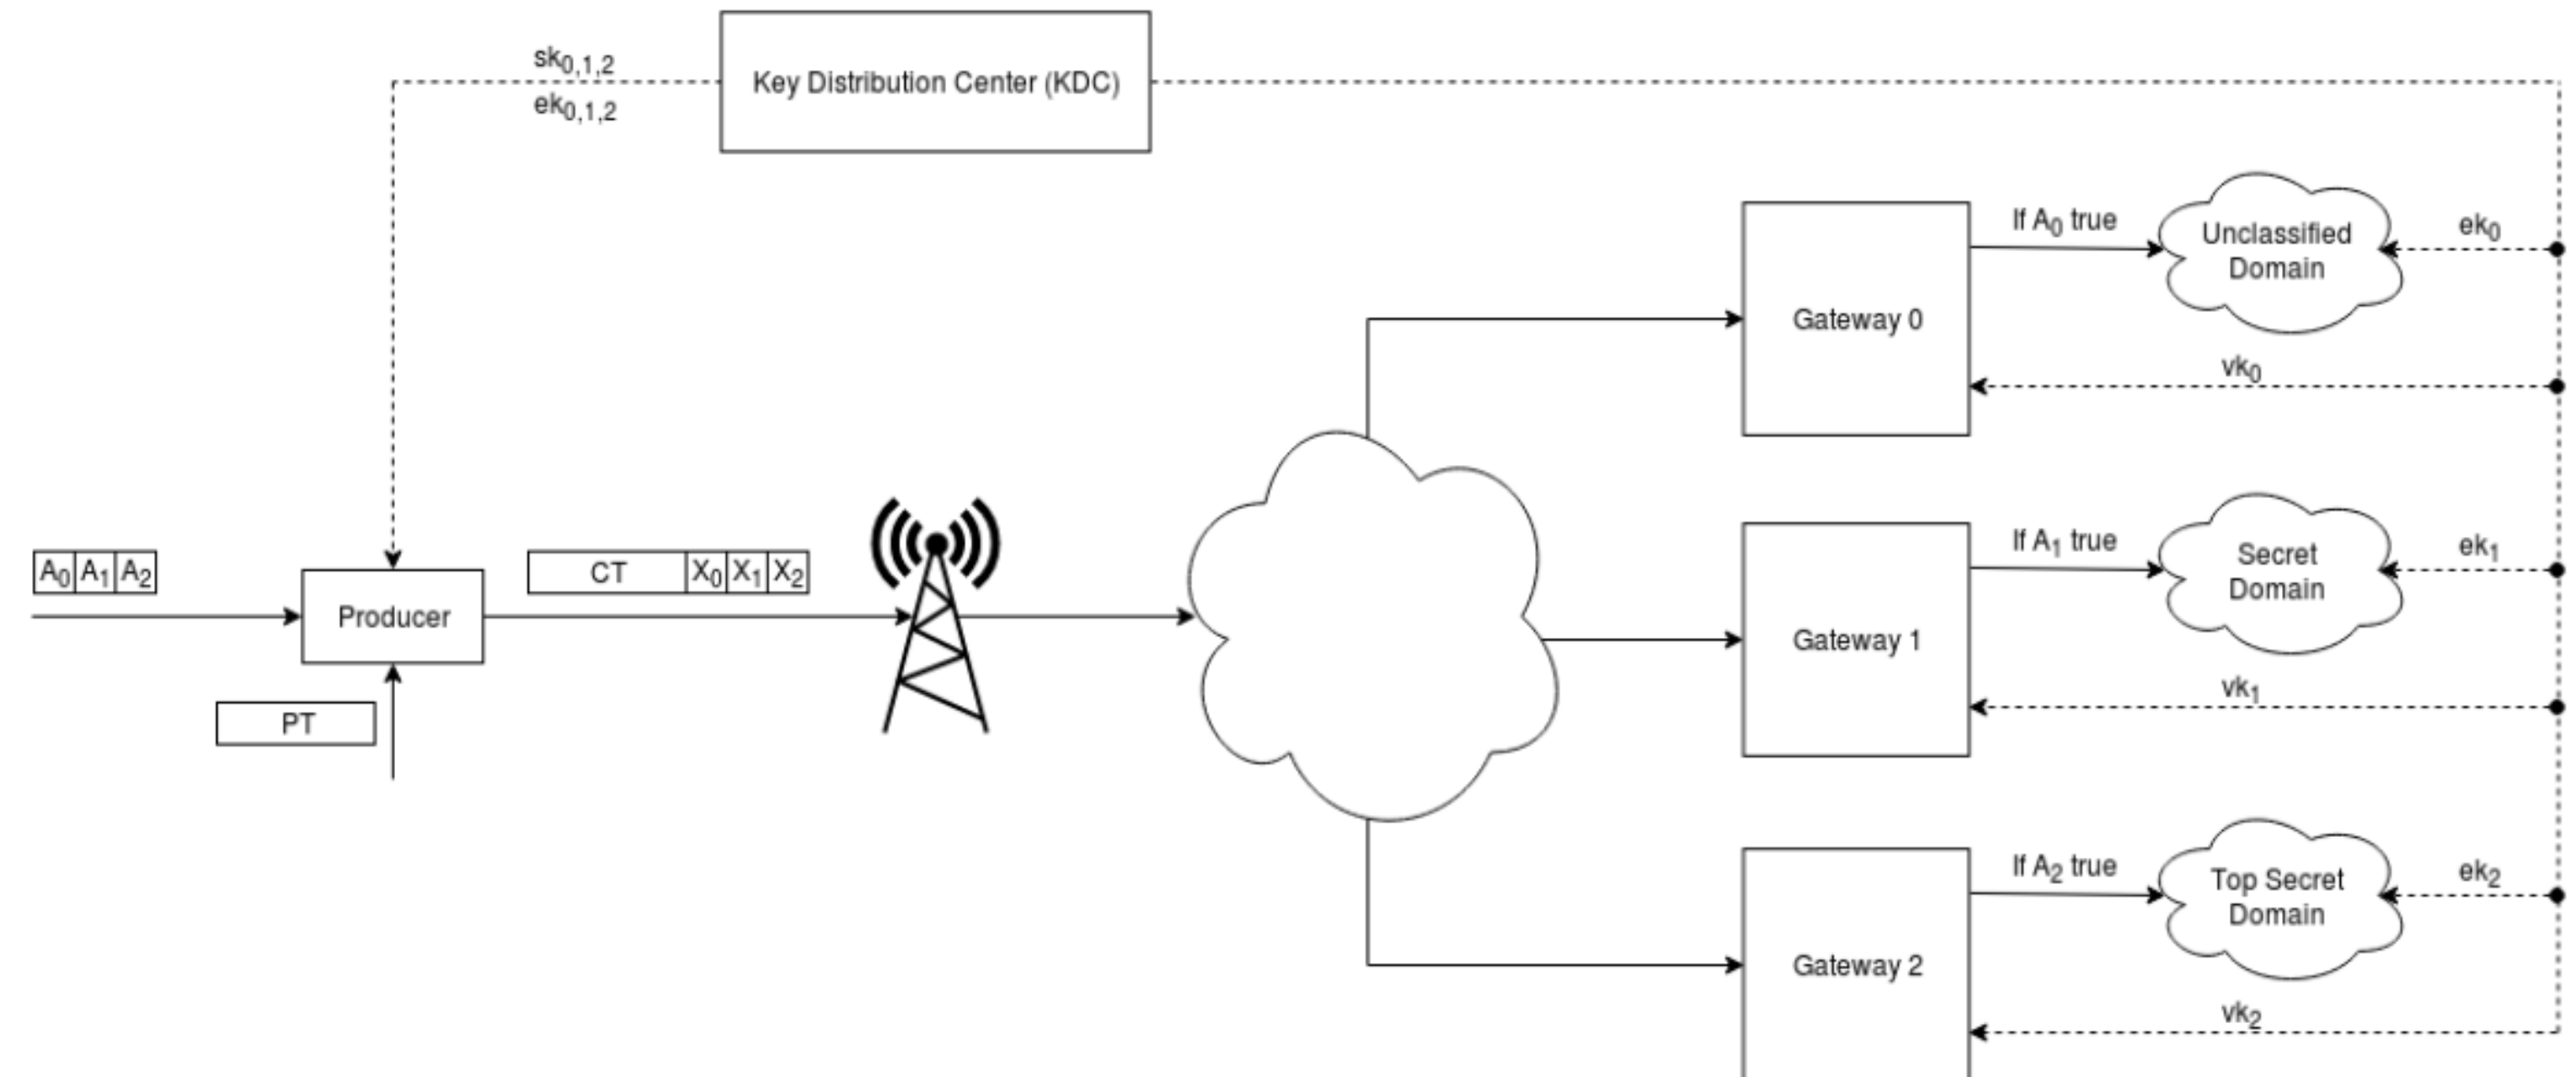 sk0,1,2
ek0,1,2
Key Distribution Center (KDC)
If A0 true
Unclassified
Domain
ek0
Gateway 0
vk0
A0 A1 A2
Producer
CT X0 X1 X2
PT
If A1 true
Secret
Domain
ek1
Gateway 1
vk1
If A2 true
Top Secret
Domain
ek2
Gateway 2
vk2